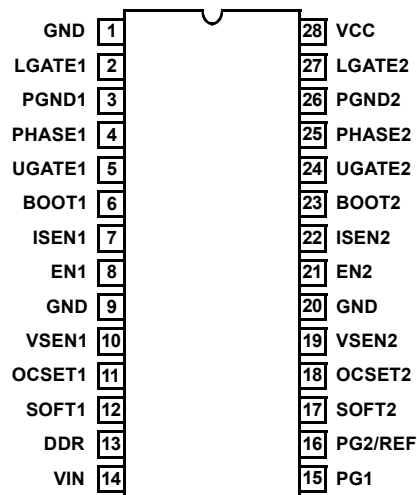 GND 1 28 VCC
LGATE1 2 27 LGATE2
PGND1 3 26 PGND2
PHASE1 4 25 PHASE2
UGATE1 5 24 UGATE2
BOOT1 6 23 BOOT2
ISEN1 7 22 ISEN2
EN1 8 21 EN2
GND 9 20 GND
VSEN1 10 19 VSEN2
OCSET1 11 18 OCSET2
SOFT1 12 17 SOFT2
DDR 13 16 PG2/REF
VIN 14 15 PG1